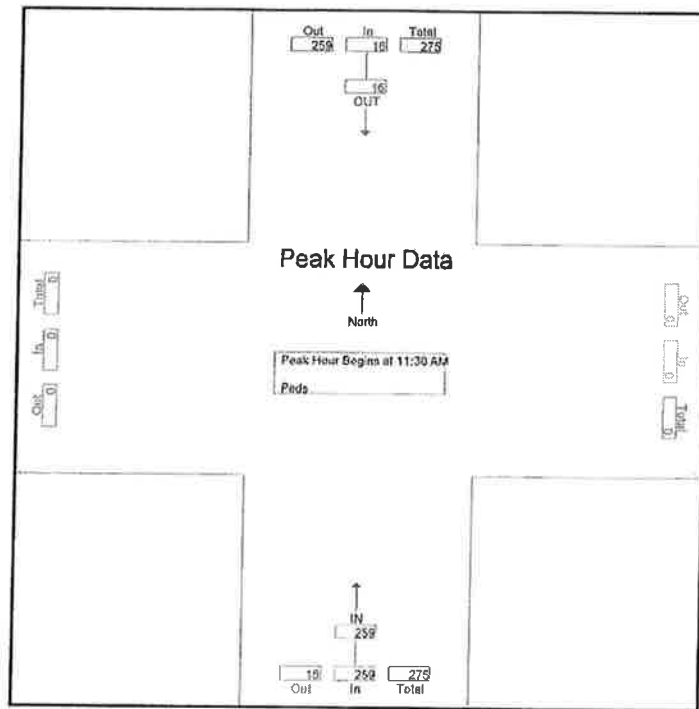 Out In Total
259 16 275
16
OUT
Peak Hour Data
North
Peak Hour Begins at 11:30 AM
Peds
Total 0
In 0
Out 0
Out 0
In 0
Total 0
IN
259
16 259 275
Out In Total